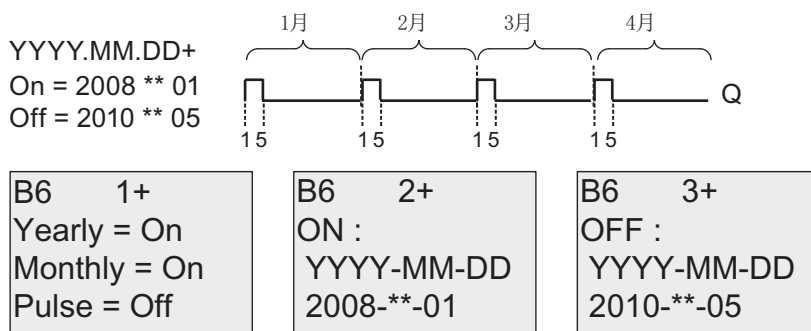 YYYY.MM.DD+
On = 2008 ** 01
Off = 2010 ** 05
1月 2月 3月 4月
Q
1 5 1 5 1 5 1 5
B6 1+
Yearly = On
Monthly = On
Pulse = Off
B6 2+
ON :
YYYY-MM-DD
2008-**-01
B6 3+
OFF :
YYYY-MM-DD
2010-**-05